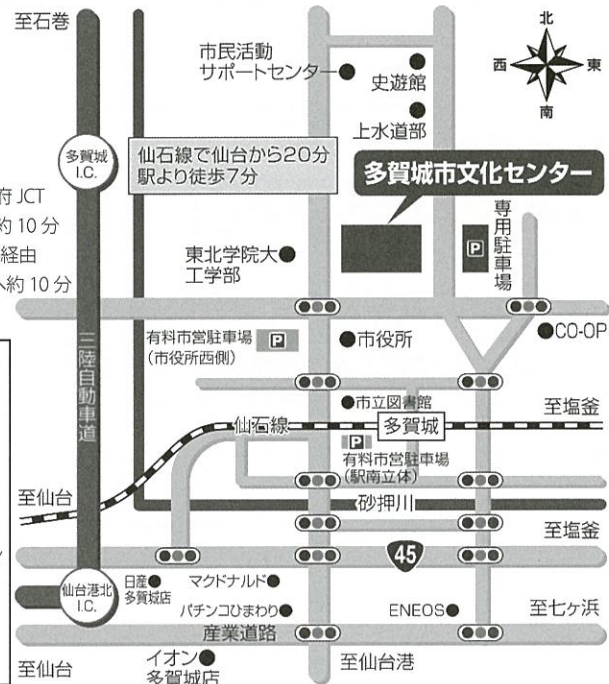 至石巻
市民活動
サポートセンター
史遊館
上水道部
北
西
東
南
多賀城
I.C.
仙石線で仙台から20分
駅より徒歩7分
多賀城市文化センター
府 JCT
約 10 分
経由
へ約 10 分
東北学院大
工学部
P
専用駐車場
有料市営駐車場
(市役所西側)
P
市役所
CO-OP
三陸自動車道
市立図書館
至塩釜
仙石線
多賀城
P
有料市営駐車場
(駅南立体)
至仙台
砂押川
至塩釜
45
仙台港北
I.C.
日産
多賀城店
マクドナルド
パチンコひまわり
ENEOS
至七ヶ浜
産業道路
至仙台
イオン
多賀城店
至仙台港